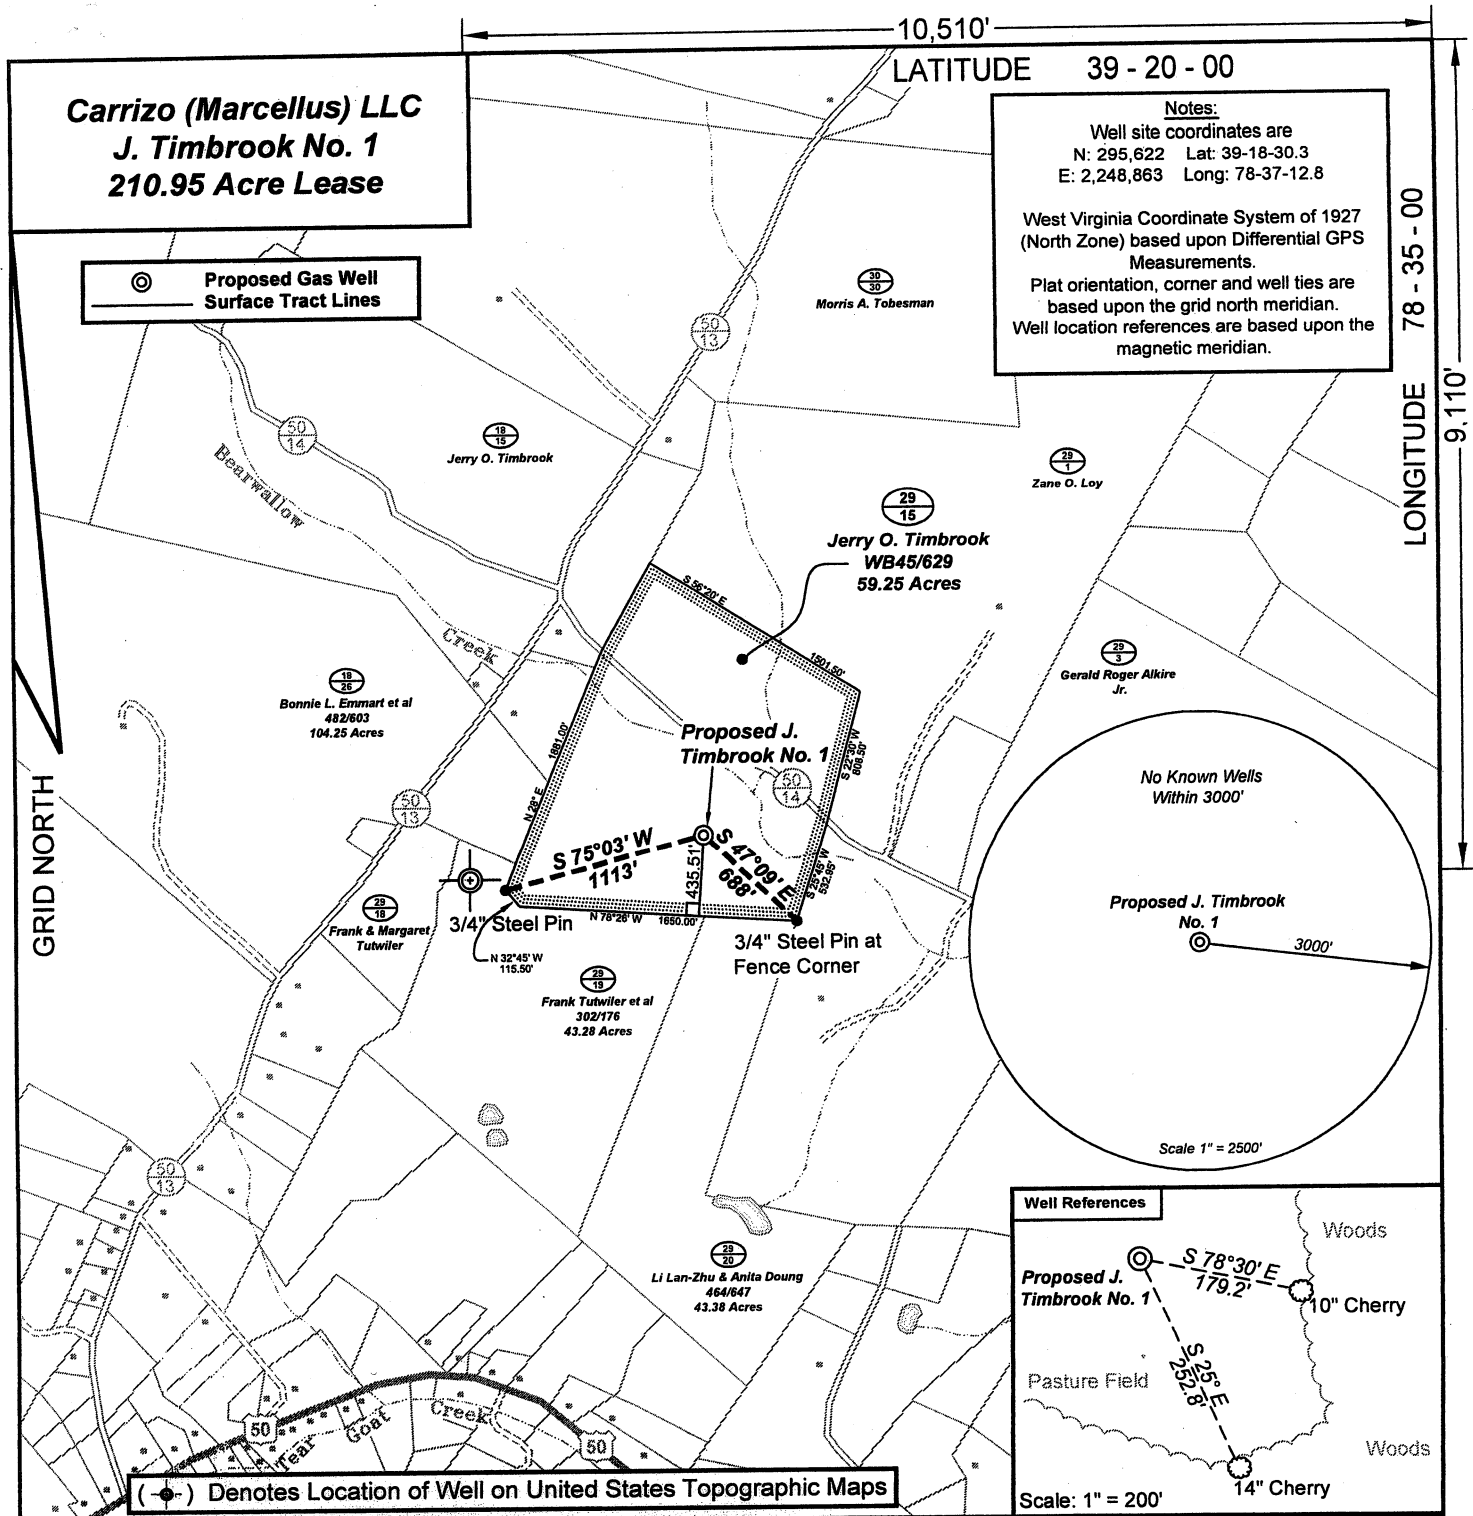 10,510'
LATITUDE 39 - 20 - 00
Carrizo (Marcellus) LLC
J. Timbrook No. 1
210.95 Acre Lease
Notes:
Well site coordinates are
N: 295,622 Lat: 39-18-30.3
E: 2,248,863 Long: 78-37-12.8
West Virginia Coordinate System of 1927
(North Zone) based upon Differential GPS
Measurements.
Plat orientation, corner and well ties are
based upon the grid north meridian.
Well location references are based upon the
magnetic meridian.
LONGITUDE 78 - 35 - 00
9,110'
Proposed Gas Well
Surface Tract Lines
30
30
Morris A. Tobesman
50
13
50
14
18
15
Jerry O. Timbrook
Bearwallow
Creek
29
1
Zane O. Loy
29
15
Jerry O. Timbrook
WB45/629
59.25 Acres
S 56°20' E
1501.50'
29
3
Gerald Roger Alkire
Jr.
18
26
Bonnie L. Emmart et al
482/603
104.25 Acres
1881.00'
N 28° E
Proposed J.
Timbrook No. 1
S 22°30' W
808.50'
50
14
50
13
GRID NORTH
S 75°03' W
1113'
S 47°09' E
688'
435.51'
S 25°45' W
532.95'
29
18
Frank & Margaret
Tutwiler
3/4" Steel Pin
N 78°26' W 1650.00'
3/4" Steel Pin at
Fence Corner
N 32°45' W
115.50'
29
19
Frank Tutwiler et al
302/176
43.28 Acres
No Known Wells
Within 3000'
Proposed J. Timbrook
No. 1
3000'
Scale 1" = 2500'
50
13
29
20
Li Lan-Zhu & Anita Doung
464/647
43.38 Acres
Well References
Woods
Proposed J.
Timbrook No. 1
S 78°30' E
179.2'
10" Cherry
S 25° E
252.8'
Pasture Field
Woods
14" Cherry
Scale: 1" = 200'
50
Tear Goat Creek
50
( ) Denotes Location of Well on United States Topographic Maps